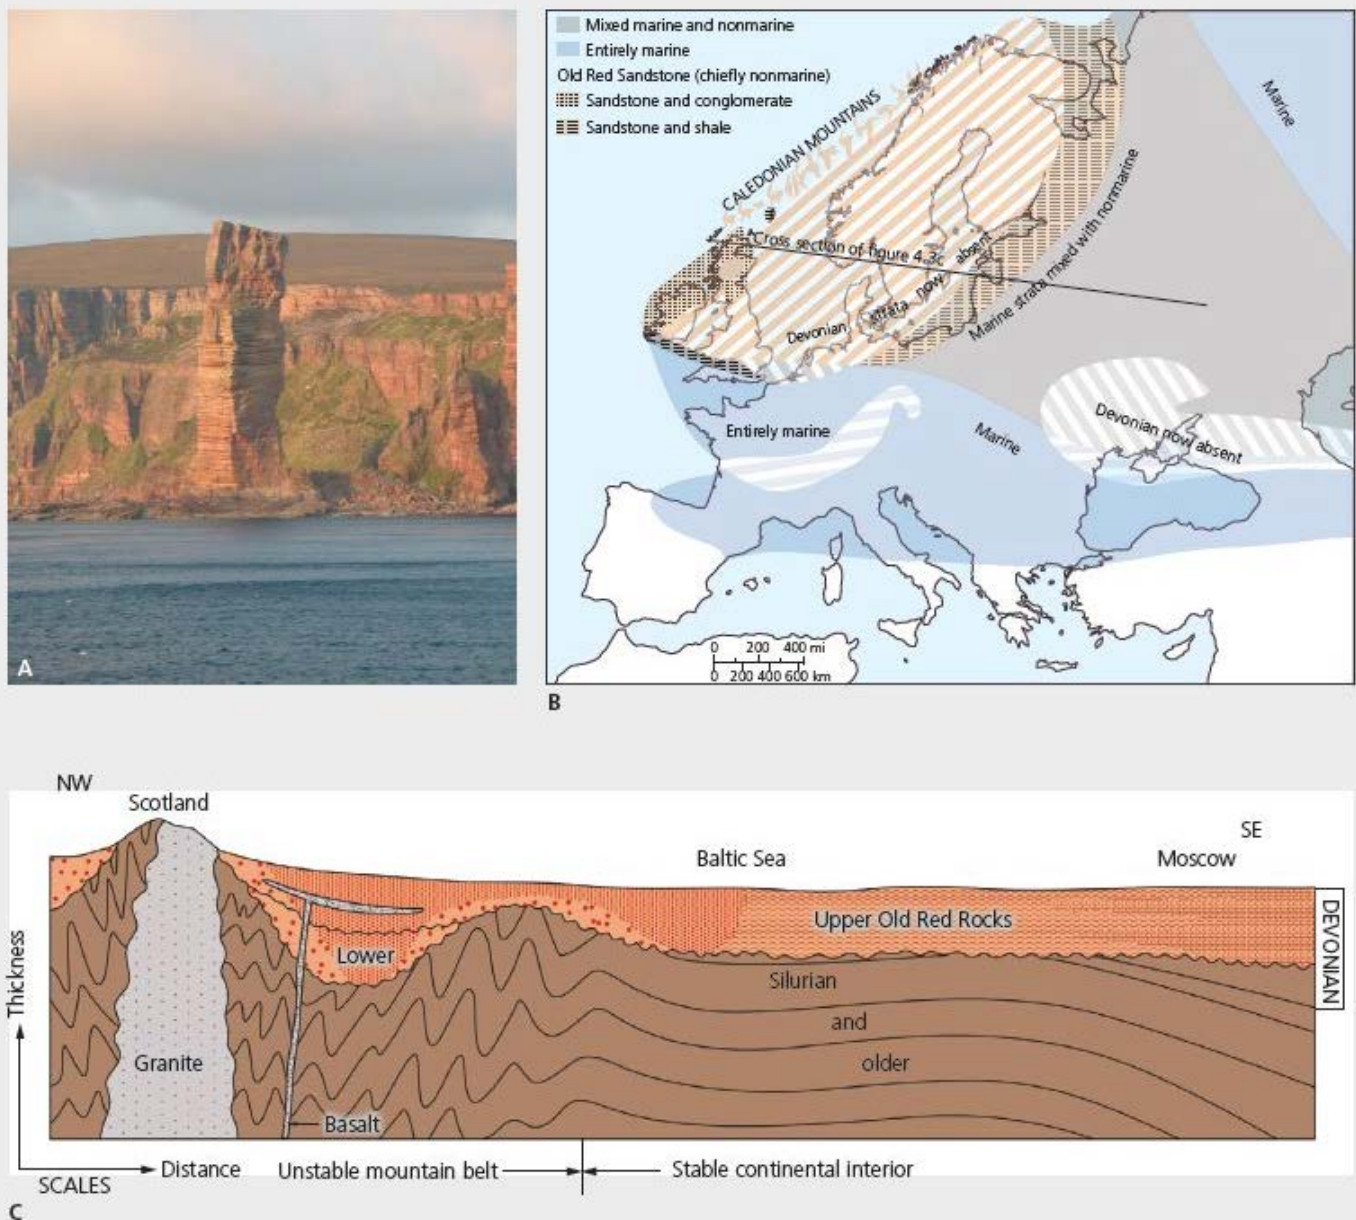 A
Mixed marine and nonmarine
Entirely marine
Old Red Sandstone (chiefly nonmarine)
Sandstone and conglomerate
Sandstone and shale
CALEDONIAN MOUNTAINS
Marine
Cross section of figure 4.3c
Devonian strata now absent
Marine strata mixed with nonmarine
Entirely marine
Marine
Devonian now absent
0 200 400 mi
0 200 400 600 km
B
NW
Scotland
SE
Baltic Sea
Moscow
Upper Old Red Rocks
DEVONIAN
Lower
Thickness
Silurian
and
older
Granite
Basalt
Distance
Unstable mountain belt
Stable continental interior
SCALES
C